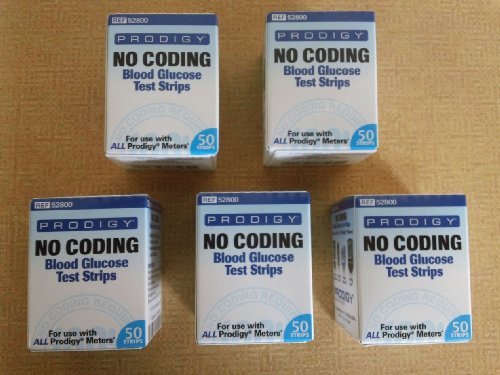 REF 52800
PRODIGY®
NO CODING
Blood Glucose
Test Strips
For use with
ALL Prodigy® Meters
50
STRIPS
REF 52800
PRODIGY®
NO CODING
Blood Glucose
Test Strips
For use with
ALL Prodigy® Meters
50
STRIPS
REF 52800
PRODIGY®
NO CODING
Blood Glucose
Test Strips
For use with
ALL Prodigy® Meters
50
STRIPS
REF 52800
PRODIGY®
NO CODING
Blood Glucose
Test Strips
For use with
ALL Prodigy® Meters
50
STRIPS
REF 52800
PRODIGY®
NO CODING
Blood Glucose
Test Strips
For use with
ALL Prodigy® Meters
50
STRIPS
PRODIGY